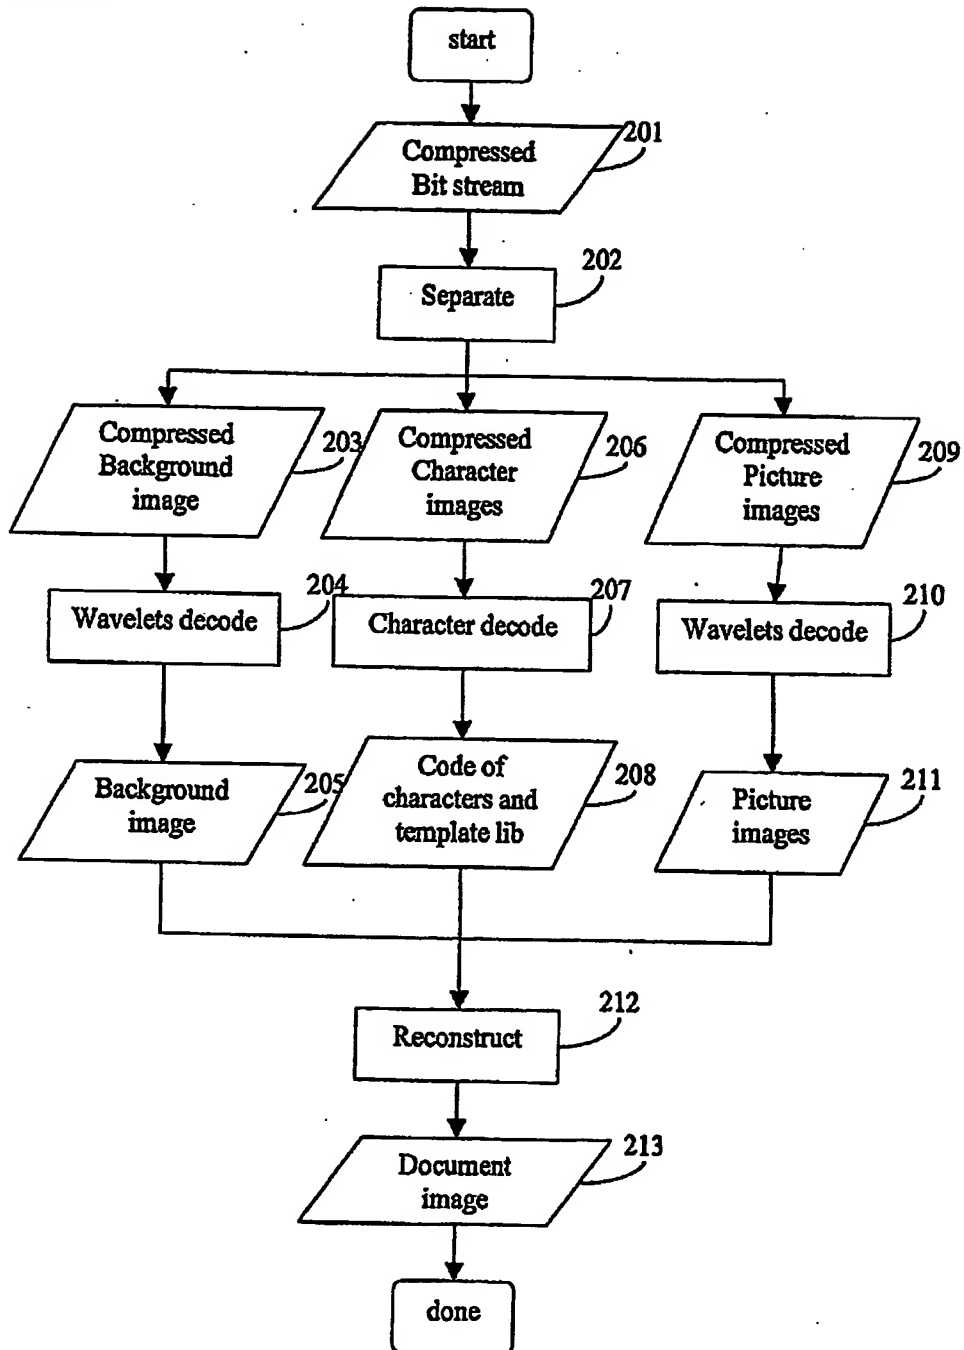 start
Compressed
Bit stream
201
Separate
202
Compressed
Background
image
203
Compressed
Character
images
206
Compressed
Picture
images
209
Wavelets decode
204
Character decode
207
Wavelets decode
210
Background
image
205
Code of
characters and
template lib
208
Picture
images
211
Reconstruct
212
Document
image
213
done